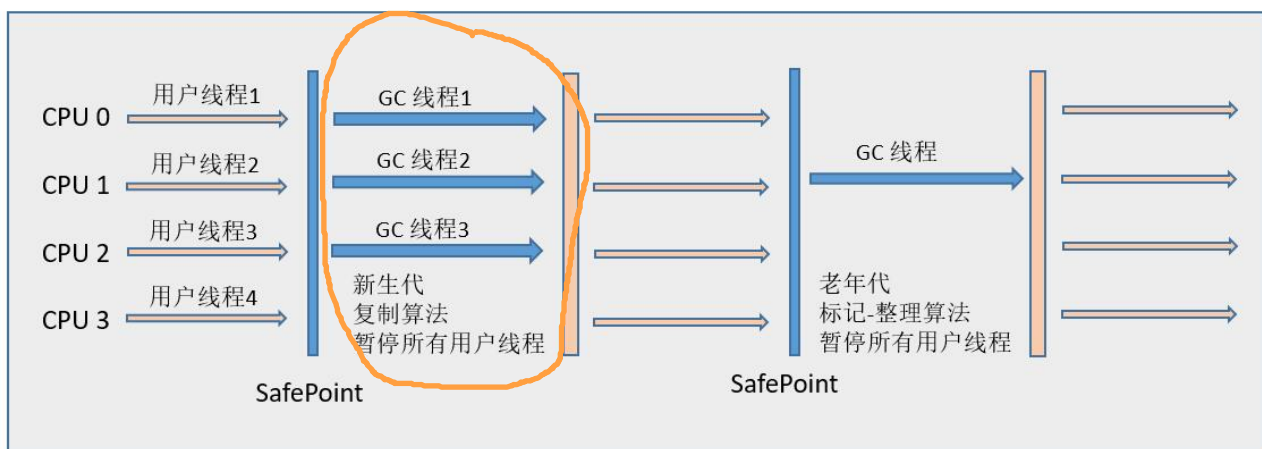 CPU 0
用户线程1
GC 线程1
CPU 1
用户线程2
GC 线程2
GC 线程
CPU 2
用户线程3
GC 线程3
CPU 3
用户线程4
新生代
复制算法
暂停所有用户线程
老年代
标记-整理算法
暂停所有用户线程
SafePoint
SafePoint